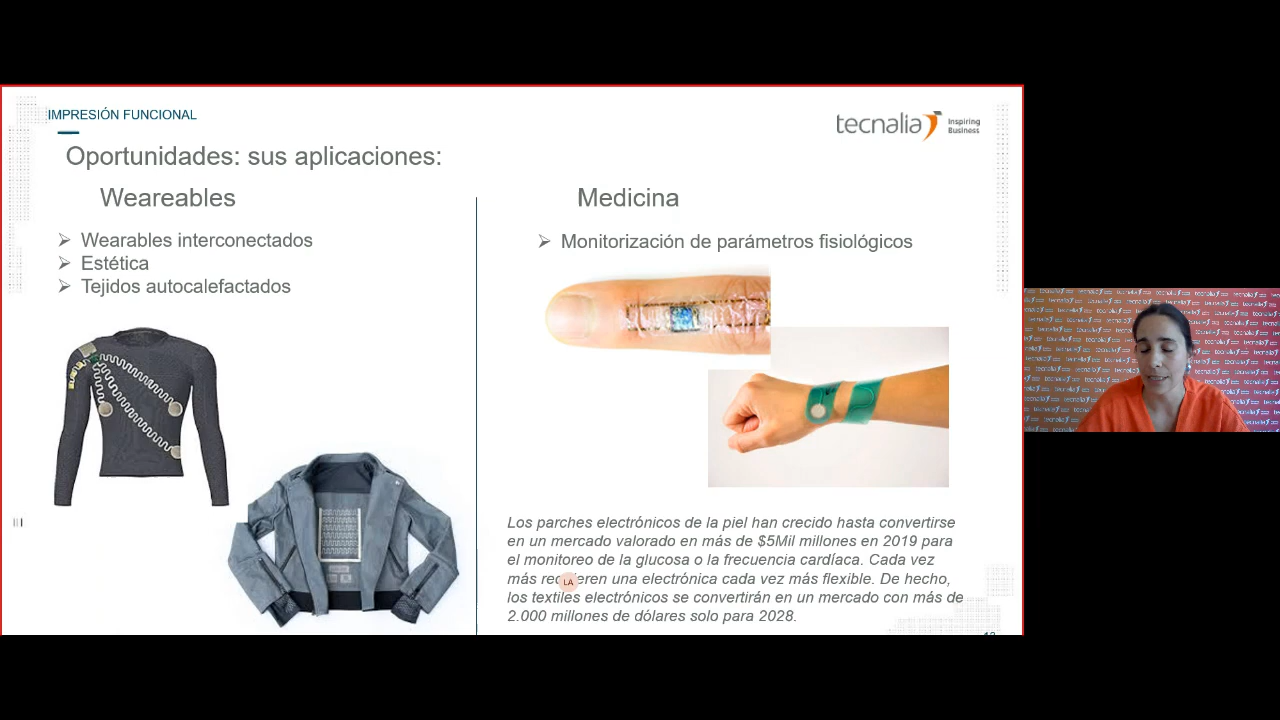 IMPRESIÓN FUNCIONAL
tecnalia Inspiring
Business
Oportunidades: sus aplicaciones:
Weareables
Wearables interconectados
Estética
Tejidos autocalefactados
Medicina
Monitorización de parámetros fisiológicos
Los parches electrónicos de la piel han crecido hasta convertirse
en un mercado valorado en más de $5Mil millones en 2019 para
el monitoreo de la glucosa o la frecuencia cardíaca. Cada vez
más requieren una electrónica cada vez más flexible. De hecho,
los textiles electrónicos se convertirán en un mercado con más de
2.000 millones de dólares solo para 2028.
LA